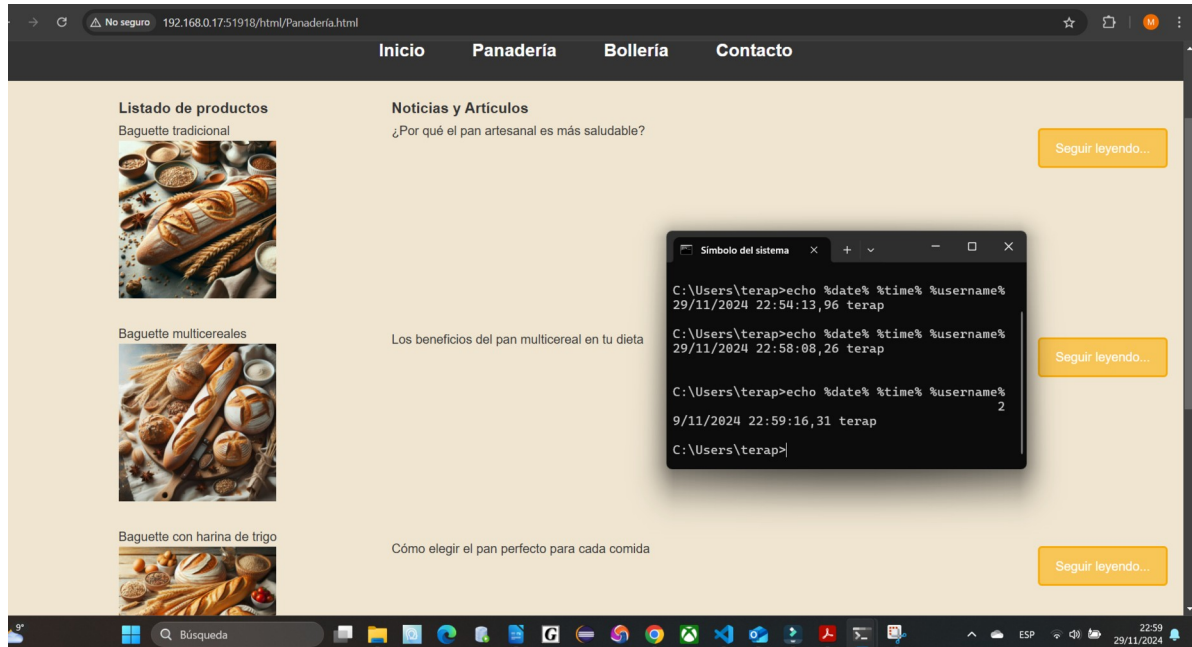 No seguro 192.168.0.17:51918/html/Panadería.html
M
Inicio Panadería Bollería Contacto
Listado de productos
Noticias y Artículos
Baguette tradicional
¿Por qué el pan artesanal es más saludable?
Seguir leyendo...
Baguette multicereales
Los beneficios del pan multicereal en tu dieta
Seguir leyendo...
Baguette con harina de trigo
Cómo elegir el pan perfecto para cada comida
Seguir leyendo...
Símbolo del sistema
C:\Users\terap>echo %date% %time% %username%
29/11/2024 22:54:13,96 terap
C:\Users\terap>echo %date% %time% %username%
29/11/2024 22:58:08,26 terap
C:\Users\terap>echo %date% %time% %username%
2
9/11/2024 22:59:16,31 terap
C:\Users\terap>
9°
Búsqueda
G
ESP
22:59
29/11/2024